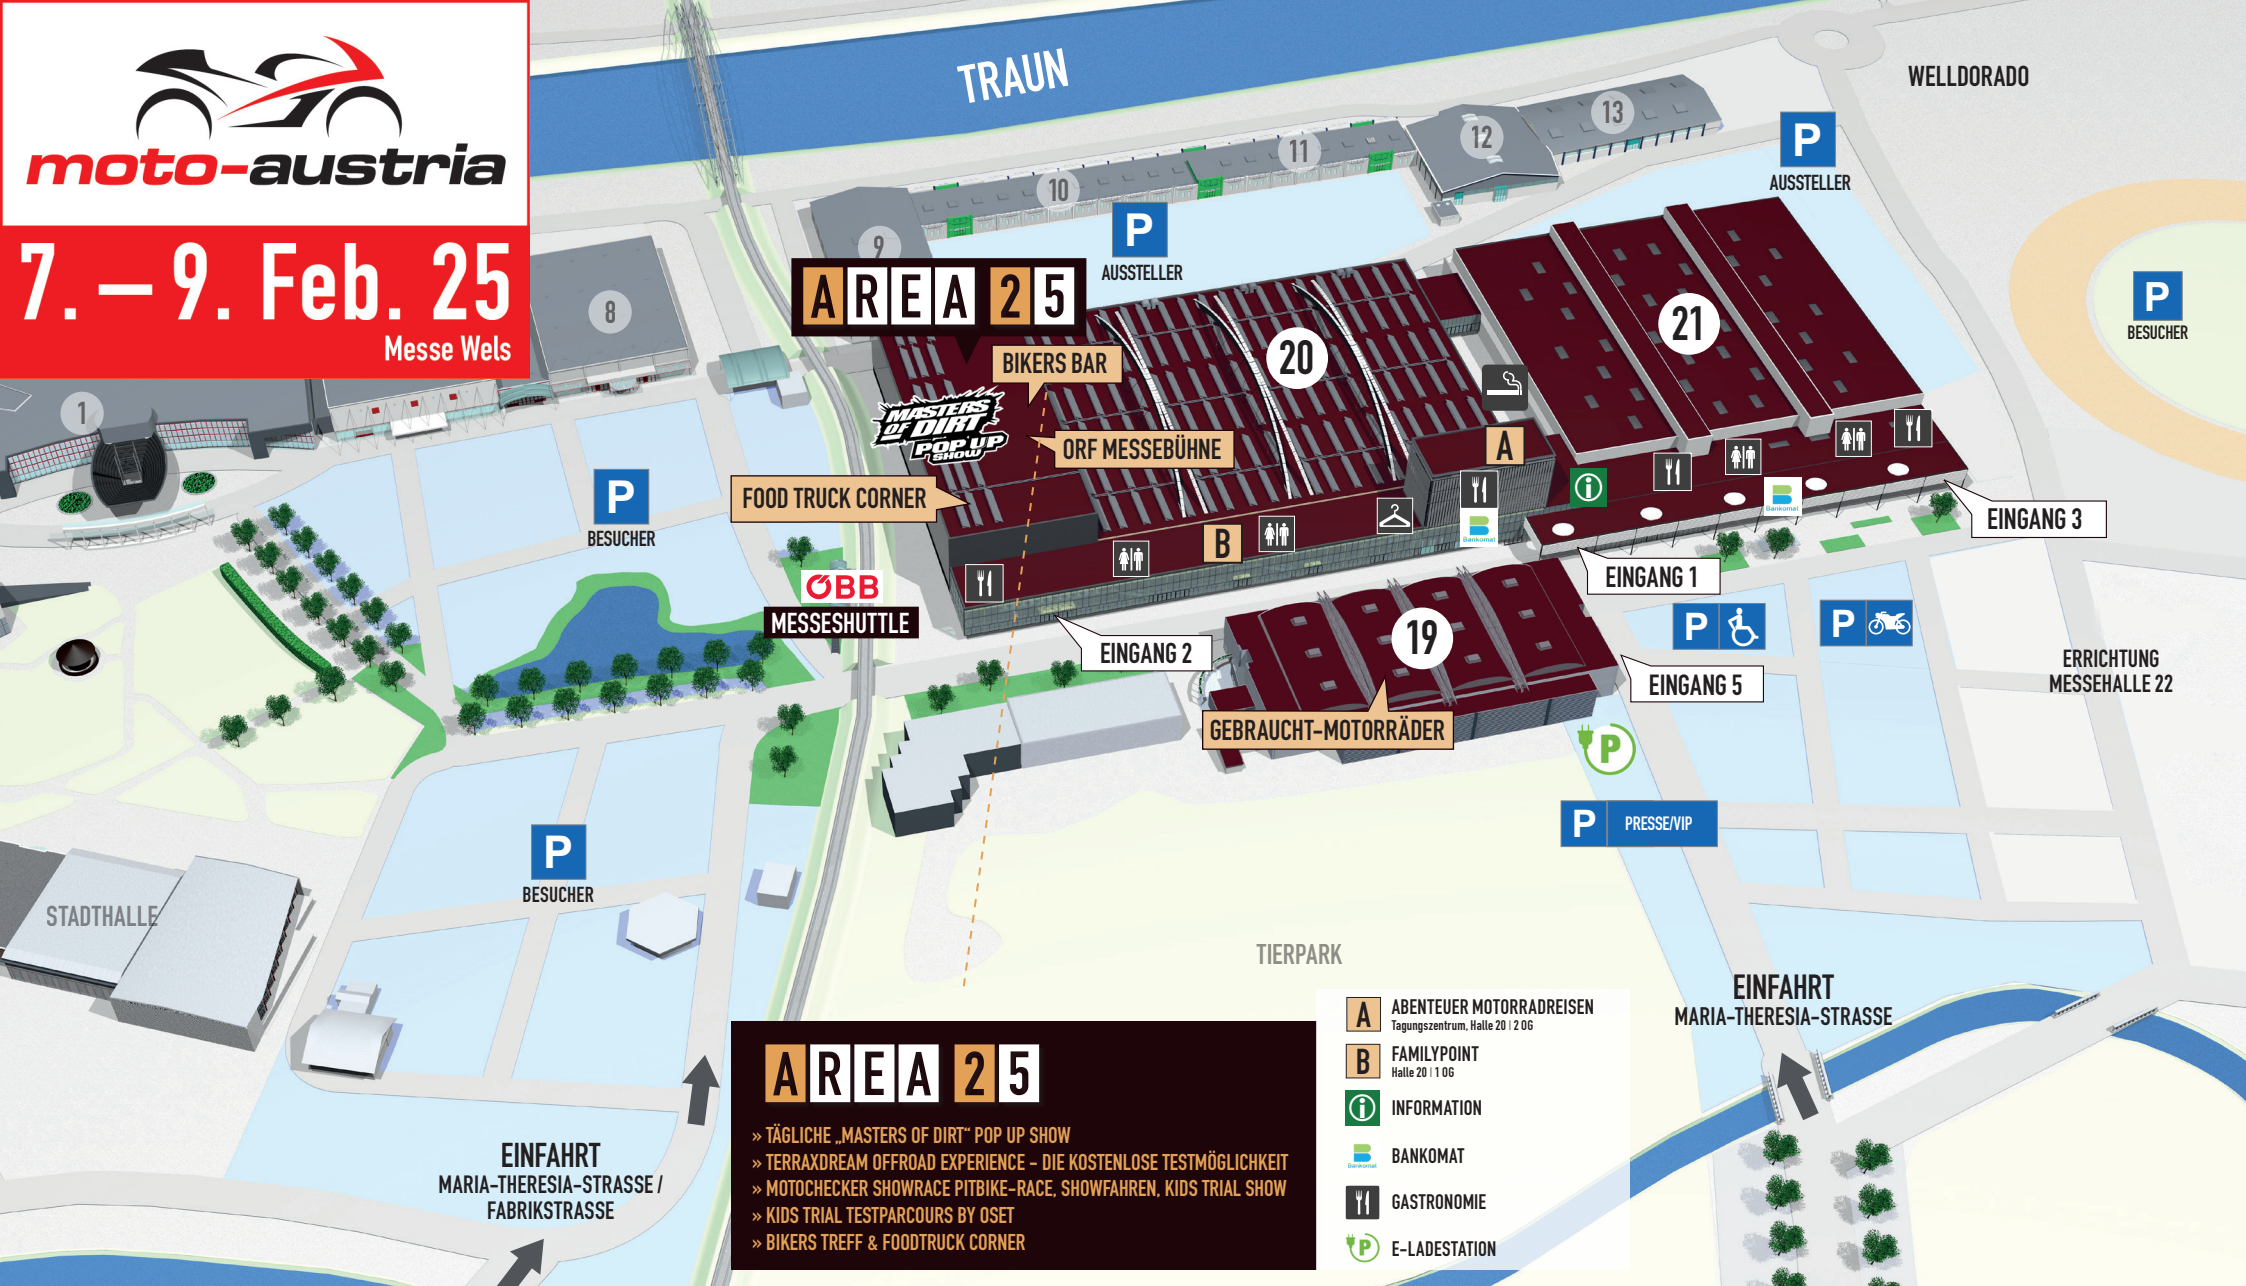 moto-austria
7. – 9. Feb. 25
Messe Wels
TRAUN
WELLDORADO
13
12
11
10
9
8
1
P
AUSSTELLER
P
AUSSTELLER
P
BESUCHER
AREA 25
BIKERS BAR
MASTERS
OF DIRT
POP UP
SHOW
ORF MESSEBÜHNE
FOOD TRUCK CORNER
20
21
A
B
Bankomat
Bankomat
EINGANG 3
EINGANG 1
EINGANG 2
EINGANG 5
P
BESUCHER
ÖBB
MESSESHUTTLE
19
GEBRAUCHT-MOTORRÄDER
P
P
ERRICHTUNG
MESSEHALLE 22
P
P PRESSE/VIP
P
BESUCHER
STADTHALLE
TIERPARK
EINFAHRT
MARIA-THERESIA-STRASSE
EINFAHRT
MARIA-THERESIA-STRASSE /
FABRIKSTRASSE
AREA 25
» TÄGLICHE „MASTERS OF DIRT“ POP UP SHOW
» TERRAXDREAM OFFROAD EXPERIENCE - DIE KOSTENLOSE TESTMÖGLICHKEIT
» MOTOCHECKER SHOWRACE PITBIKE-RACE, SHOWFAHREN, KIDS TRIAL SHOW
» KIDS TRIAL TESTPARCOURS BY OSET
» BIKERS TREFF & FOODTRUCK CORNER
A ABENTEUER MOTORRADREISEN
Tagungszentrum, Halle 20 | 2 OG
B FAMILYPOINT
Halle 20 | 1 OG
INFORMATION
Bankomat BANKOMAT
GASTRONOMIE
P E-LADESTATION